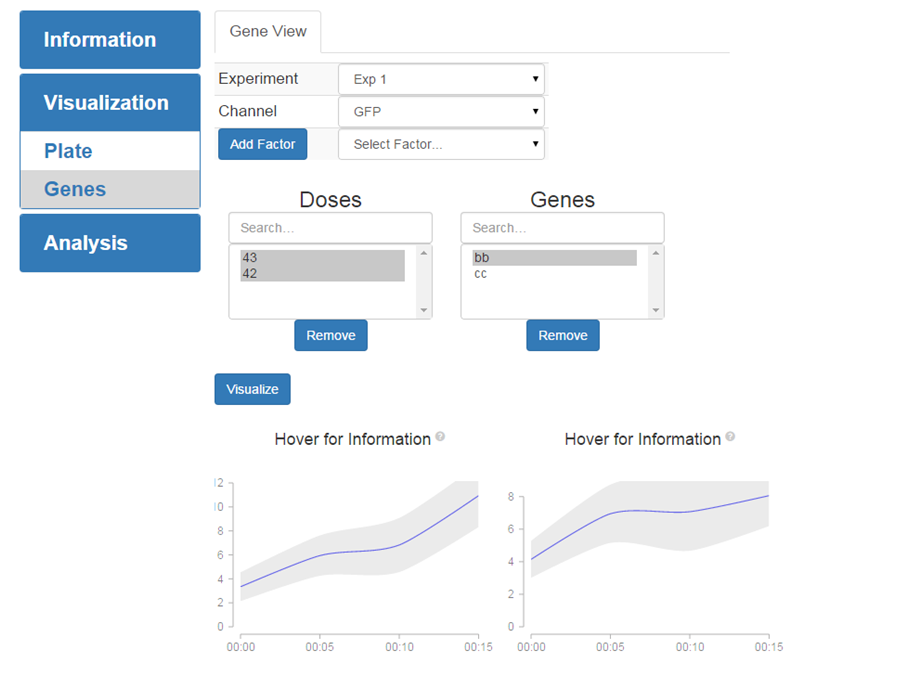 Information
Visualization
Plate
Genes
Analysis
Gene View
Experiment Exp 1
Channel GFP
Add Factor Select Factor...
Doses Genes
Search... Search...
43 bb
42 cc
Remove Remove
Visualize
Hover for Information ? Hover for Information ?
12
10
8
6
4
2
0
00:00 00:05 00:10 00:15
8
6
4
2
0
00:00 00:05 00:10 00:15